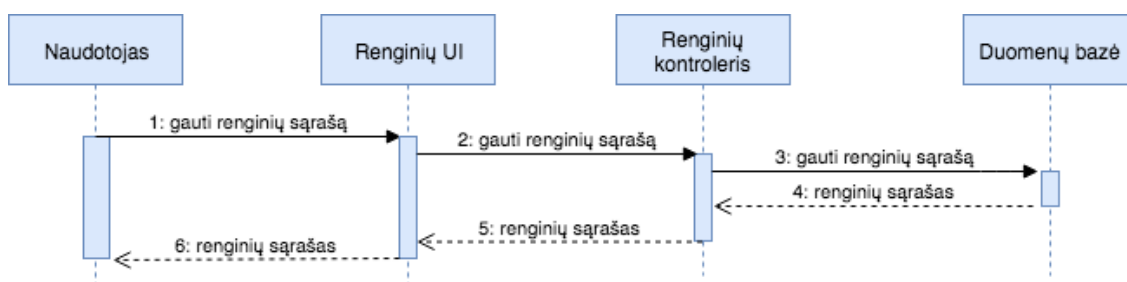 Naudotojas
Renginių UI
Renginių
kontroleris
Duomenų bazė
1: gauti renginių sąrašą
2: gauti renginių sąrašą
3: gauti renginių sąrašą
4: renginių sąrašas
5: renginių sąrašas
6: renginių sąrašas